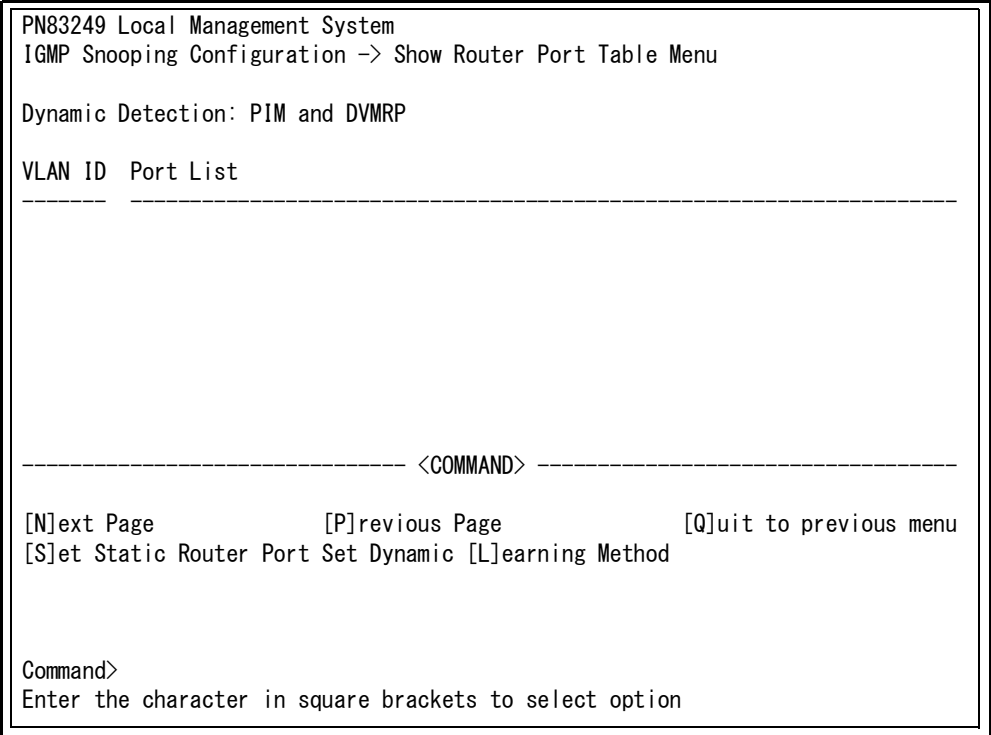 PN83249 Local Management System
IGMP Snooping Configuration -> Show Router Port Table Menu
Dynamic Detection: PIM and DVMRP
VLAN ID  Port List
-------  ---------------------------------------------------------------------
-------------------------------- <COMMAND> -----------------------------------
[N]ext Page              [P]revious Page               [Q]uit to previous menu
[S]et Static Router Port Set Dynamic [L]earning Method
Command>
Enter the character in square brackets to select option